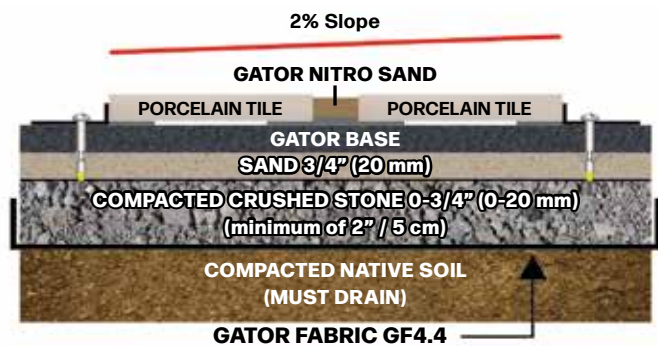 2% Slope
GATOR NITRO SAND
PORCELAIN TILE PORCELAIN TILE
GATOR BASE
SAND 3/4” (20 mm)
COMPACTED CRUSHED STONE 0-3/4” (0-20 mm)
(minimum of 2” / 5 cm)
COMPACTED NATIVE SOIL
(MUST DRAIN)
GATOR FABRIC GF4.4